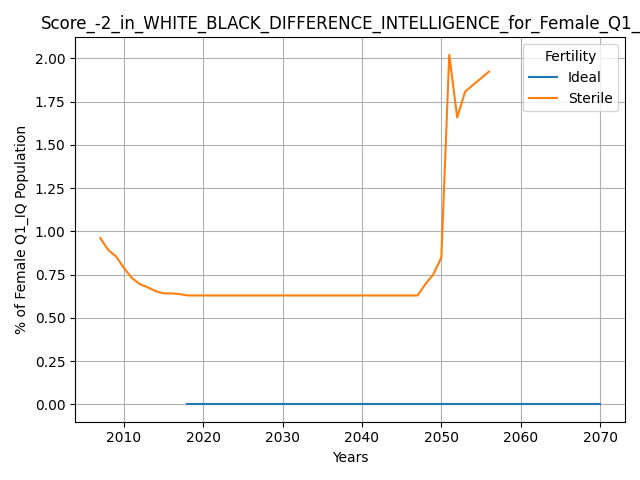 Score_-2_in_WHITE_BLACK_DIFFERENCE_INTELLIGENCE_for_Female_Q1_
Fertility
Ideal
Sterile
% of Female Q1_IQ Population
2.00
1.75
1.50
1.25
1.00
0.75
0.50
0.25
0.00
2010 2020 2030 2040 2050 2060 2070
Years